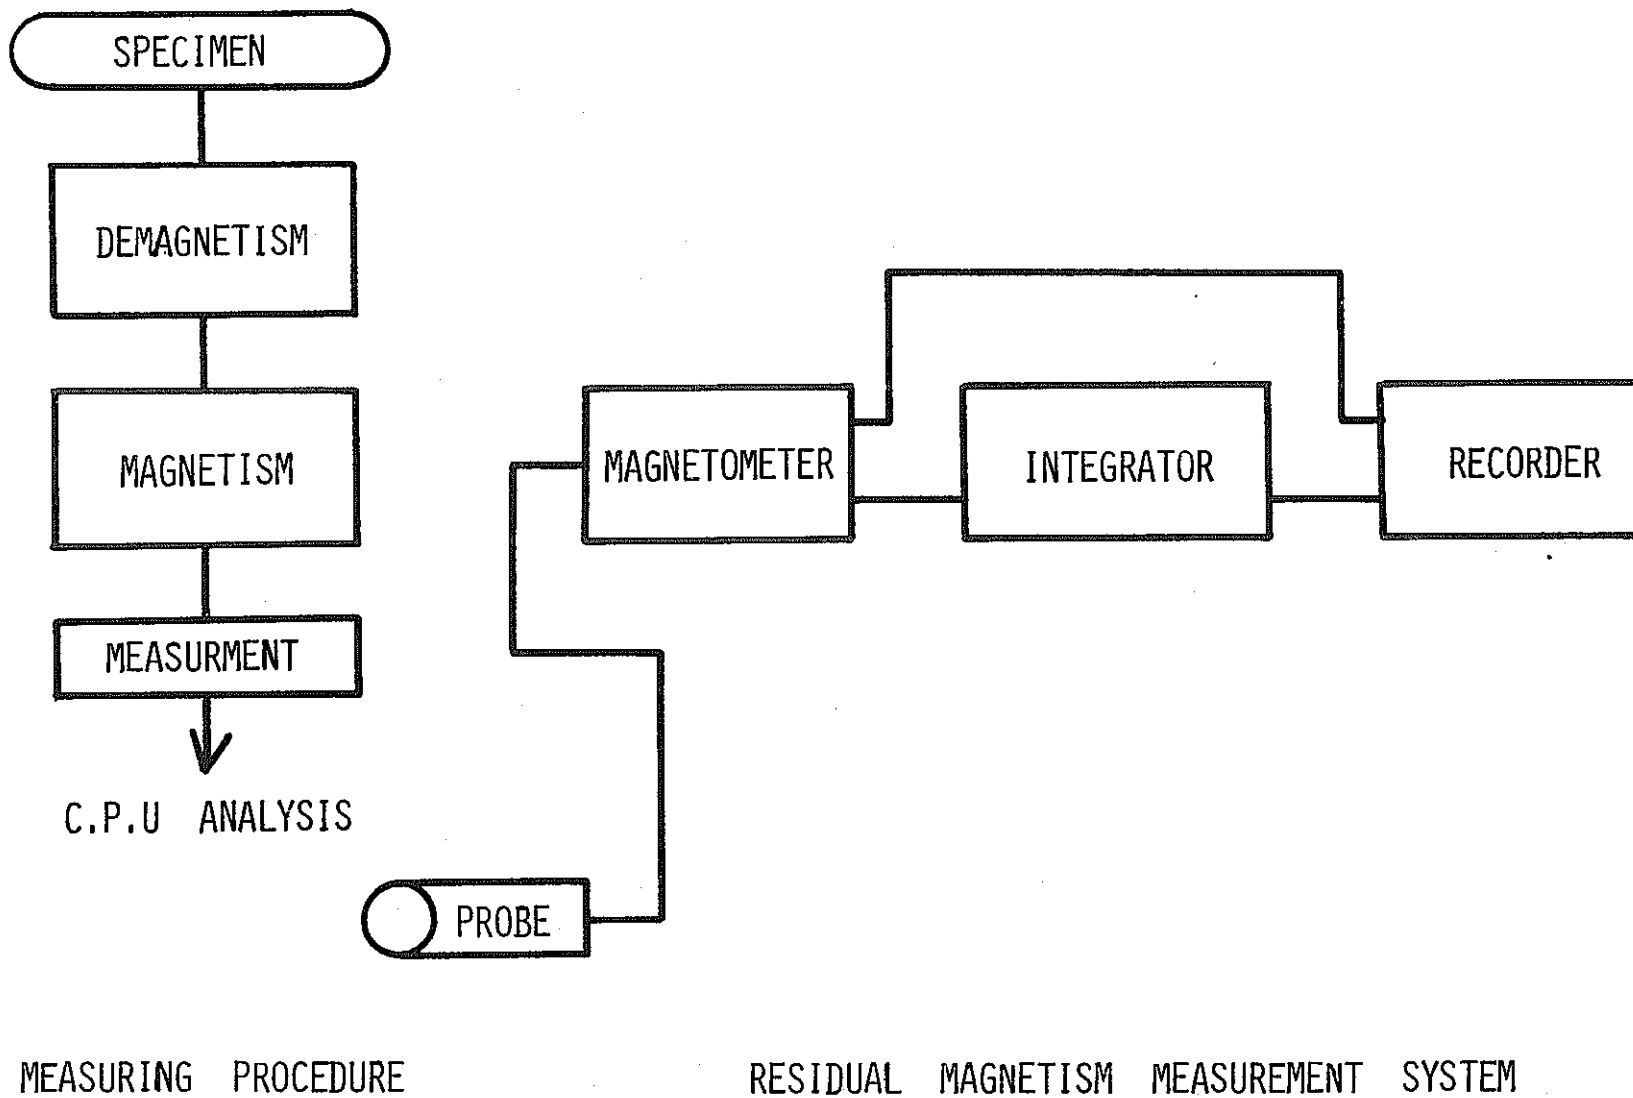 SPECIMEN
DEMAGNETISM
MAGNETISM
MEASURMENT
C.P.U ANALYSIS
MAGNETOMETER
INTEGRATOR
RECORDER
PROBE
MEASURING PROCEDURE
RESIDUAL MAGNETISM MEASUREMENT SYSTEM